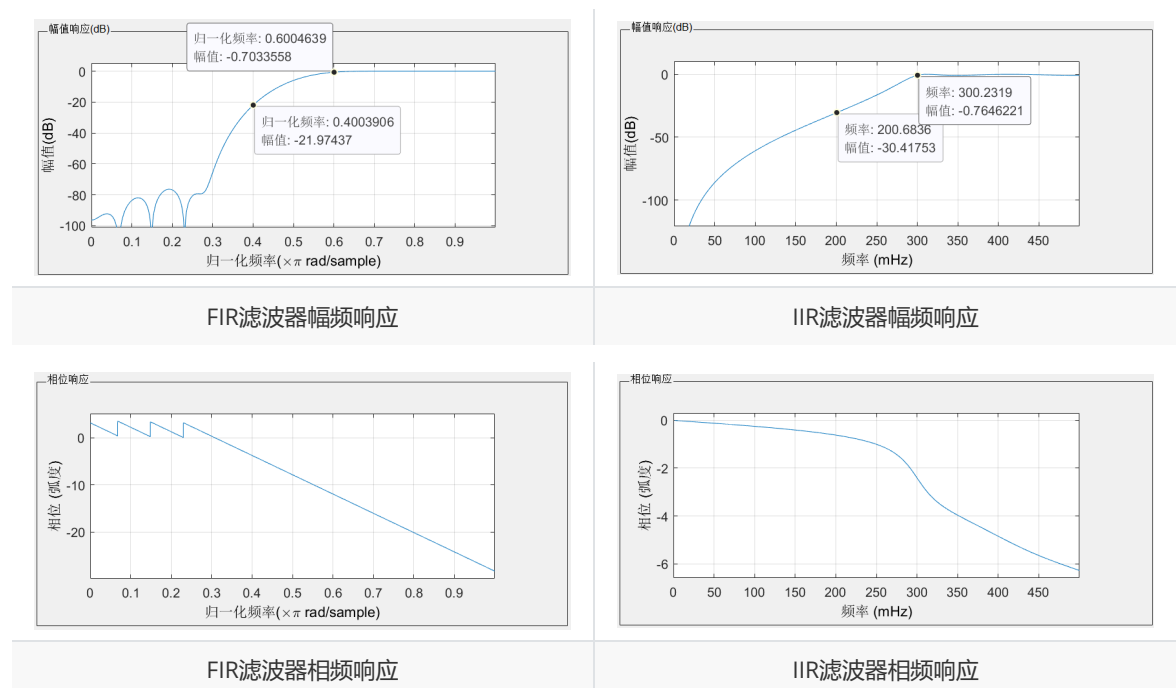 幅值响应(dB)
归一化频率: 0.6004639
幅值: -0.7033558
归一化频率: 0.4003906
幅值: -21.97437
0
-20
-40
-60
-80
-100
幅值(dB)
0 0.1 0.2 0.3 0.4 0.5 0.6 0.7 0.8 0.9
归一化频率(×π rad/sample)
幅值响应(dB)
频率: 300.2319
幅值: -0.7646221
频率: 200.6836
幅值: -30.41753
0
-50
-100
幅值(dB)
0 50 100 150 200 250 300 350 400 450
频率 (mHz)
FIR滤波器幅频响应
IIR滤波器幅频响应
相位响应
0
-10
-20
相位 (弧度)
0 0.1 0.2 0.3 0.4 0.5 0.6 0.7 0.8 0.9
归一化频率(×π rad/sample)
相位响应
0
-2
-4
-6
相位 (弧度)
0 50 100 150 200 250 300 350 400 450
频率 (mHz)
FIR滤波器相频响应
IIR滤波器相频响应